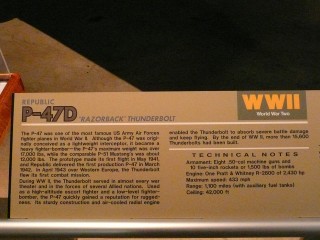 REPUBLIC
P-47D "RAZORBACK" THUNDERBOLT
WWII
World War Two
The P-47 was one of the most famous US Army Air Forces
fighter planes in World War II. Although the P-47 was orig-
inally conceived as a lightweight interceptor, it became a
heavy fighter-bomber—the P-47's maximum weight was over
17,000 lbs, while the comparable P-51 Mustang's was about
12,000 lbs. The prototype made its first flight in May 1941,
and Republic delivered the first production P-47 in March
1942. In April 1943 over Western Europe, the Thunderbolt
flew its first combat mission.
During WW II, the Thunderbolt served in almost every war
theater and in the forces of several Allied nations. Used
as a high-altitude escort fighter and a low-level fighter-
bomber, the P-47 quickly gained a reputation for ruggged-
ness. Its sturdy construction and air-cooled radial engine
enabled the Thunderbolt to absorb severe battle damage
and keep flying. By the end of WW II, more than 15,600
Thunderbolts had been built.
TECHNICAL NOTES
Armament: Eight .50-cal machine guns and
10 five-inch rockets or 1,500 lbs of bombs
Engine: One Pratt & Whitney R-2800 of 2,430 hp
Maximum speed: 433 mph
Range: 1,100 miles (with auxiliary fuel tanks)
Ceiling: 42,000 ft